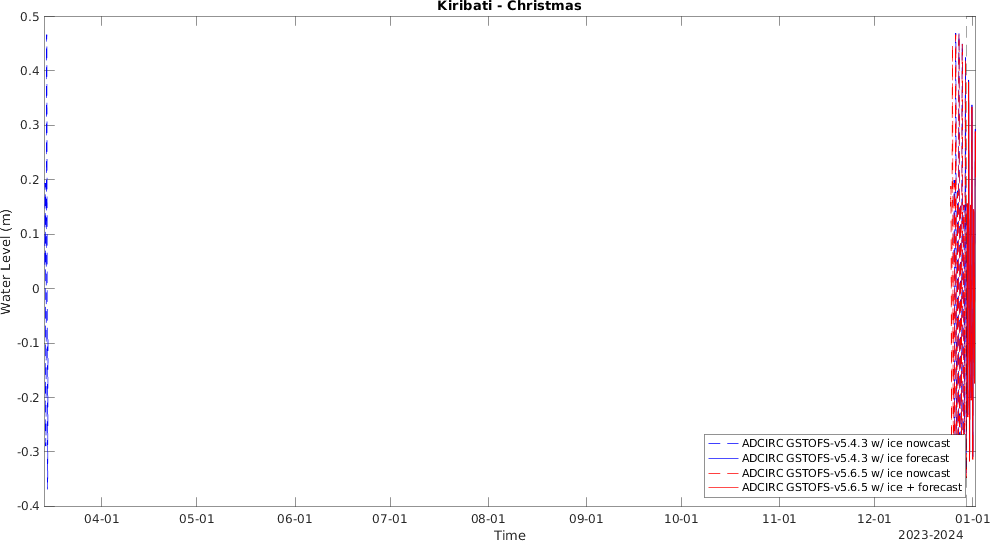 Kiribati - Christmas
0.5
0.4
0.3
0.2
0.1
0
-0.1
-0.2
-0.3
-0.4
Water Level (m)
ADCIRC GSTOFS-v5.4.3 w/ ice nowcast
ADCIRC GSTOFS-v5.4.3 w/ ice forecast
ADCIRC GSTOFS-v5.6.5 w/ ice nowcast
ADCIRC GSTOFS-v5.6.5 w/ ice + forecast
04-01 05-01 06-01 07-01 08-01 09-01 10-01 11-01 12-01 01-01
Time
2023-2024